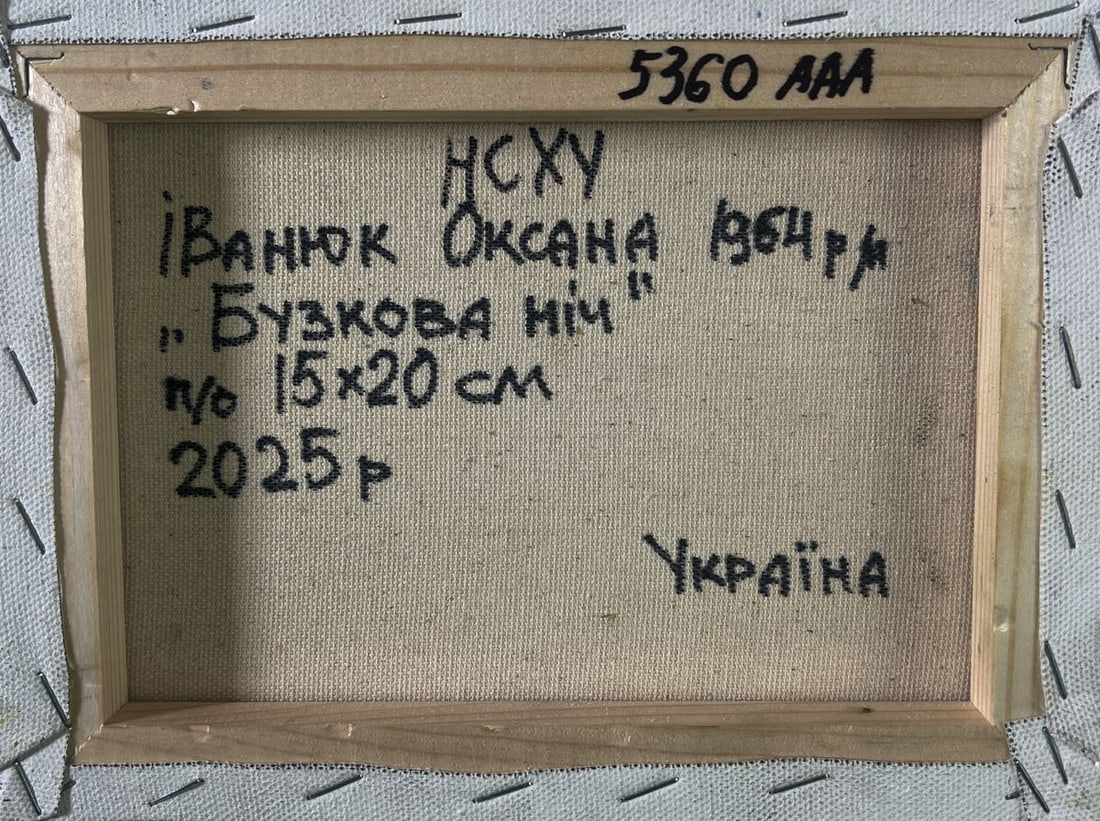 5360 AAA
НСХУ
іванюк Оксана 1964 р/н
„Бузкова ніч"
п/о 15×20 см
2025 р
Україна